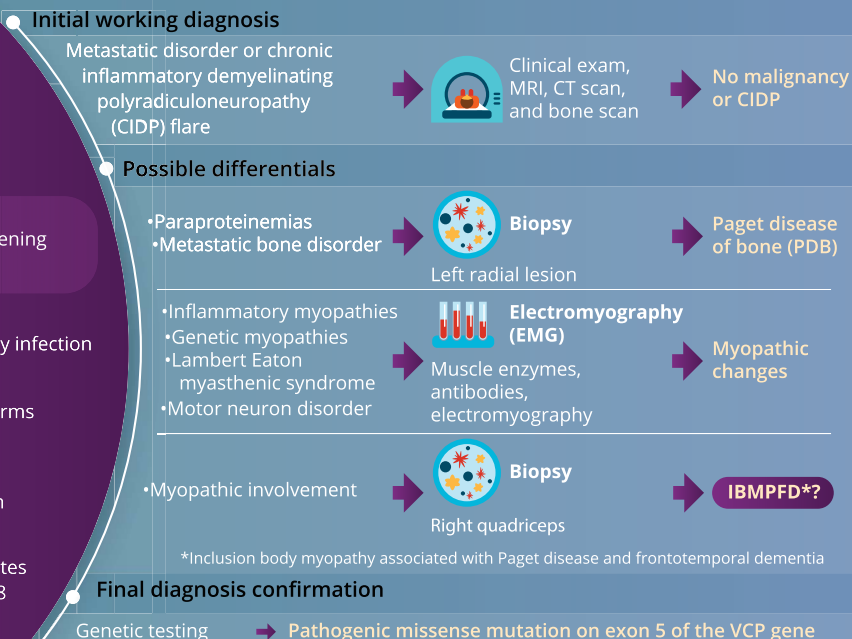 Initial working diagnosis
Metastatic disorder or chronic
inflammatory demyelinating
polyradiculoneuropathy
(CIDP) flare
Clinical exam,
MRI, CT scan,
and bone scan
No malignancy
or CIDP
Possible differentials
•Paraproteinemias
•Metastatic bone disorder
Biopsy
Left radial lesion
Paget disease
of bone (PDB)
ening
•Inflammatory myopathies
•Genetic myopathies
•Lambert Eaton
myasthenic syndrome
•Motor neuron disorder
Electromyography
(EMG)
Muscle enzymes,
antibodies,
electromyography
Myopathic
changes
y infection
rms
•Myopathic involvement
Biopsy
Right quadriceps
IBMPFD*?
n
*Inclusion body myopathy associated with Paget disease and frontotemporal dementia
tes
8
Final diagnosis confirmation
Genetic testing
Pathogenic missense mutation on exon 5 of the VCP gene